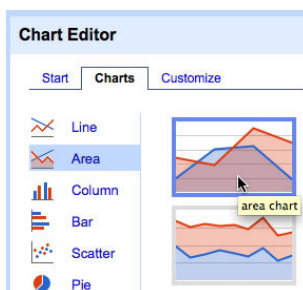 Chart Editor
Start Charts Customize
Line
Area
Column
Bar
Scatter
Pie
area chart